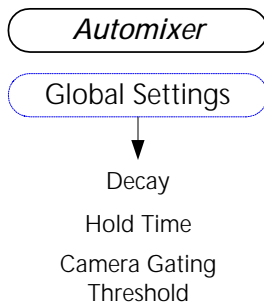 Automixer
Global Settings
Decay
Hold Time
Camera Gating
Threshold